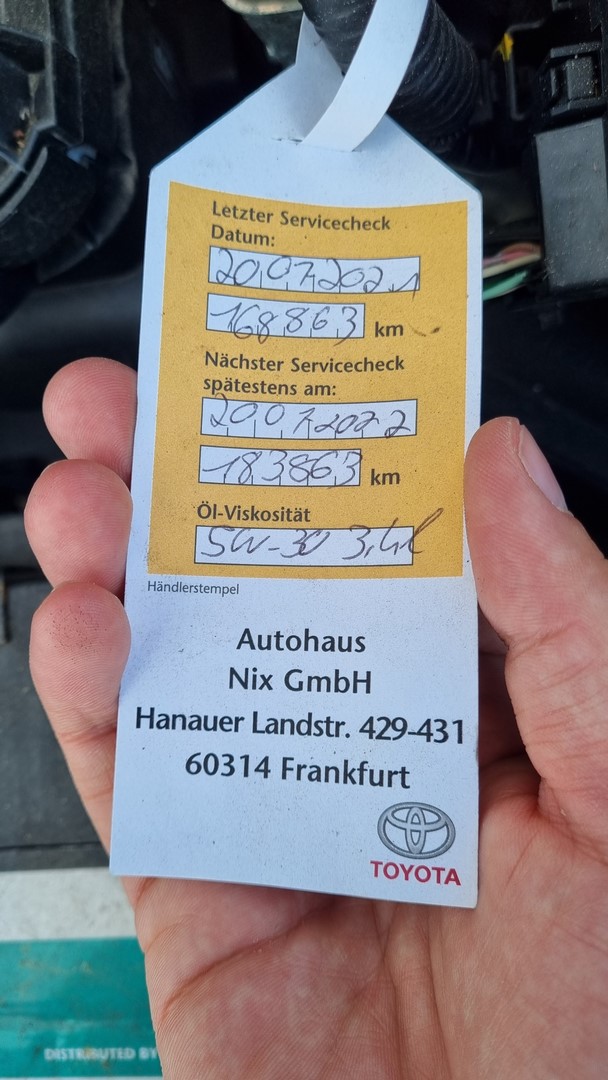 Letzter Servicecheck
Datum:
20.07.2021
168863 km
Nächster Servicecheck
spätestens am:
20.07.2022
183863 km
Öl-Viskosität
5W-30 3,4l
Händlerstempel
Autohaus
Nix GmbH
Hanauer Landstr. 429-431
60314 Frankfurt
TOYOTA
DISTRIBUTED BY